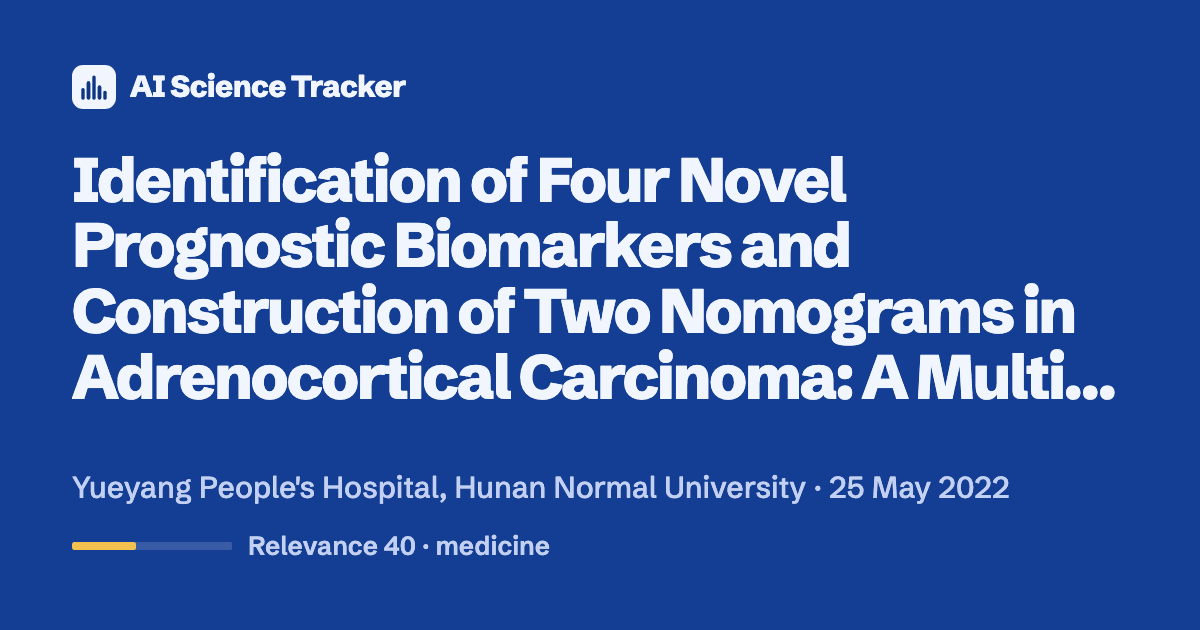 AI Science Tracker
Identification of Four Novel
Prognostic Biomarkers and
Construction of Two Nomograms in
Adrenocortical Carcinoma: A Multi...
Yueyang People's Hospital, Hunan Normal University · 25 May 2022
Relevance 40 · medicine